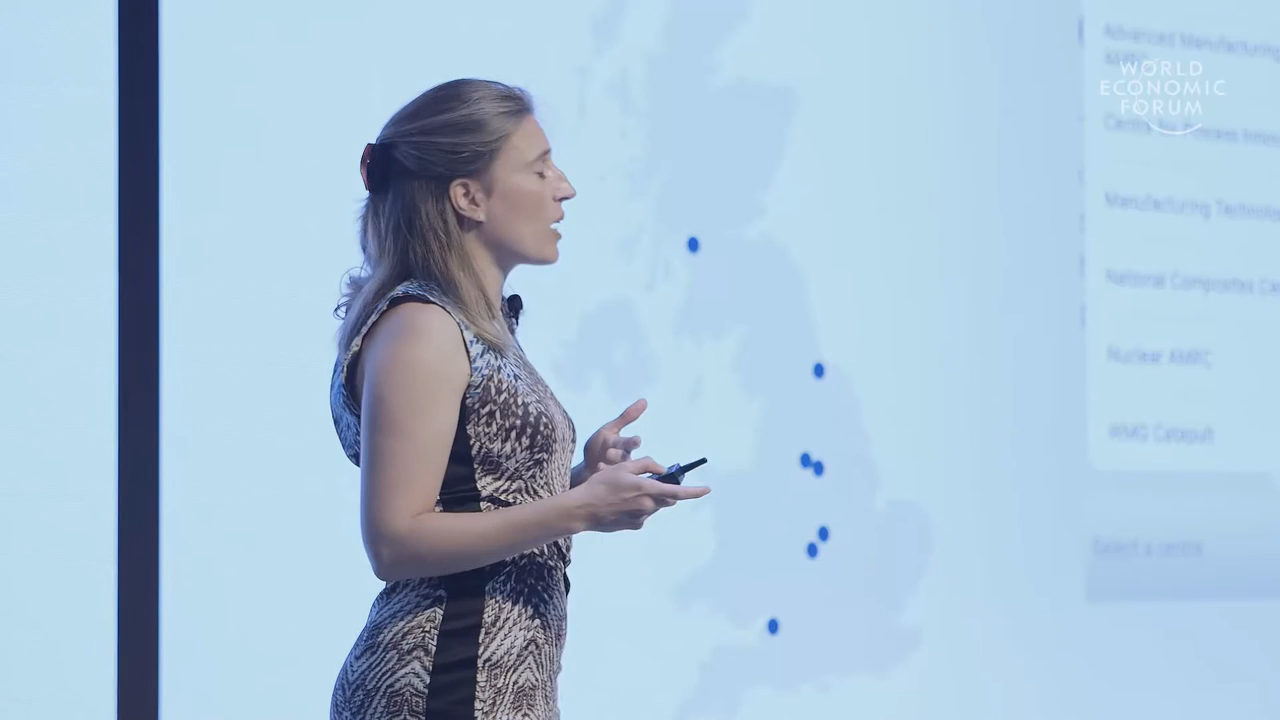 WORLD
ECONOMIC
FORUM
Advanced Manufacturing
Manufacturing Technolo
National Composites Ce
Nuclear AMRC
WMG Catapult
Select a centre